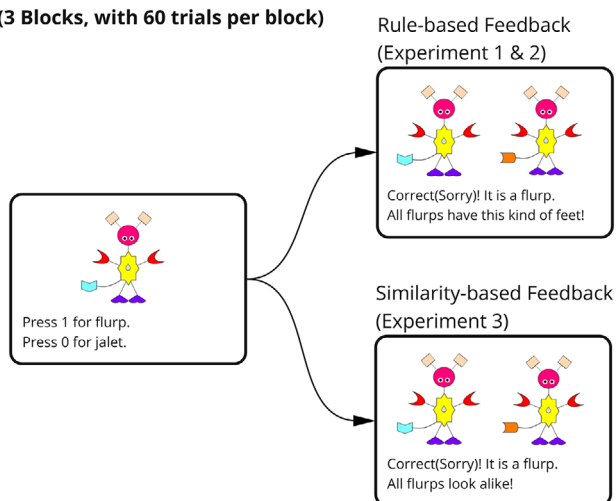 (3 Blocks, with 60 trials per block)
Rule-based Feedback
(Experiment 1 & 2)
Correct(Sorry)! It is a flurp.
All flurps have this kind of feet!
Press 1 for flurp.
Press 0 for jalet.
Similarity-based Feedback
(Experiment 3)
Correct(Sorry)! It is a flurp.
All flurps look alike!